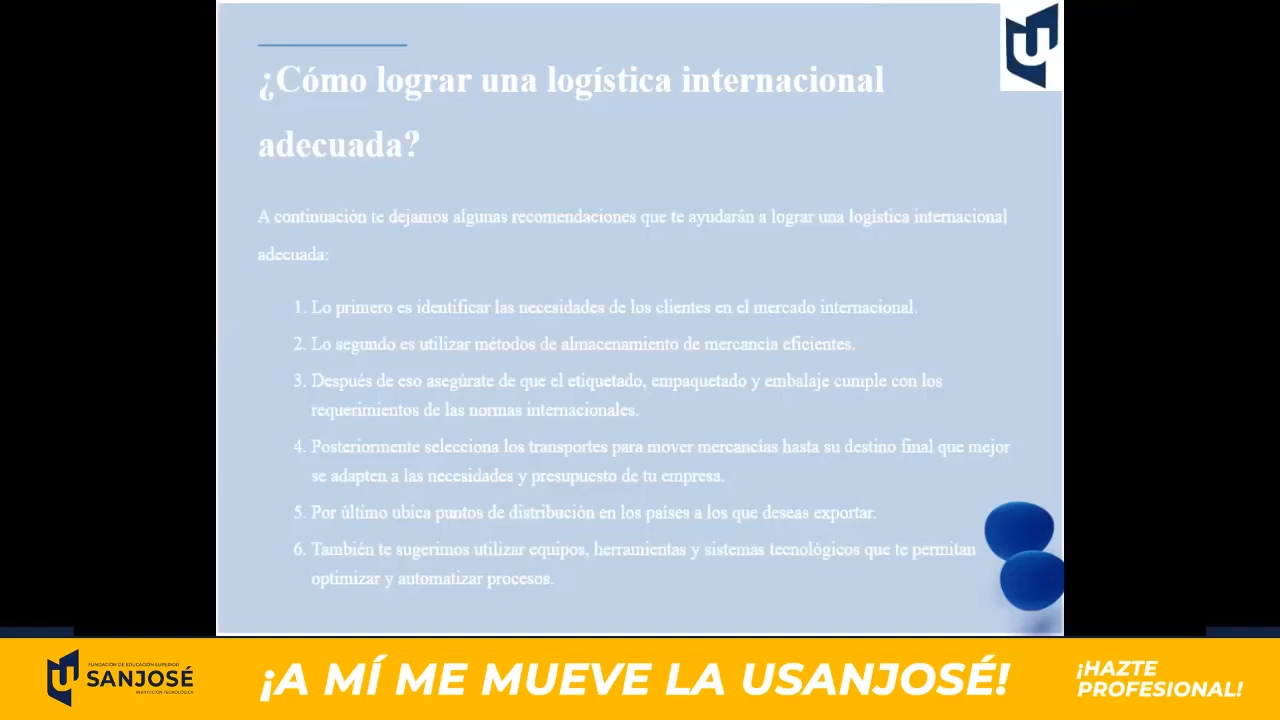 ¿Cómo lograr una logística internacional
adecuada?
A continuación te dejamos algunas recomendaciones que te ayudarán a lograr una logística internacional
adecuada:
1. Lo primero es identificar las necesidades de los clientes en el mercado internacional.
2. Lo segundo es utilizar métodos de almacenamiento de mercancía eficientes.
3. Después de eso asegúrate de que el etiquetado, empaquetado y embalaje cumple con los
requerimientos de las normas internacionales.
4. Posteriormente selecciona los transportes para mover mercancías hasta su destino final que mejor
se adapten a las necesidades y presupuesto de tu empresa.
5. Por último ubica puntos de distribución en los países a los que deseas exportar.
6. También te sugerimos utilizar equipos, herramientas y sistemas tecnológicos que te permitan
optimizar y automatizar procesos.
FUNDACIÓN DE EDUCACIÓN SUPERIOR
SANJOSÉ
INSTITUCIÓN TECNOLÓGICA
¡A MÍ ME MUEVE LA USANJOSÉ!
¡HAZTE
PROFESIONAL!